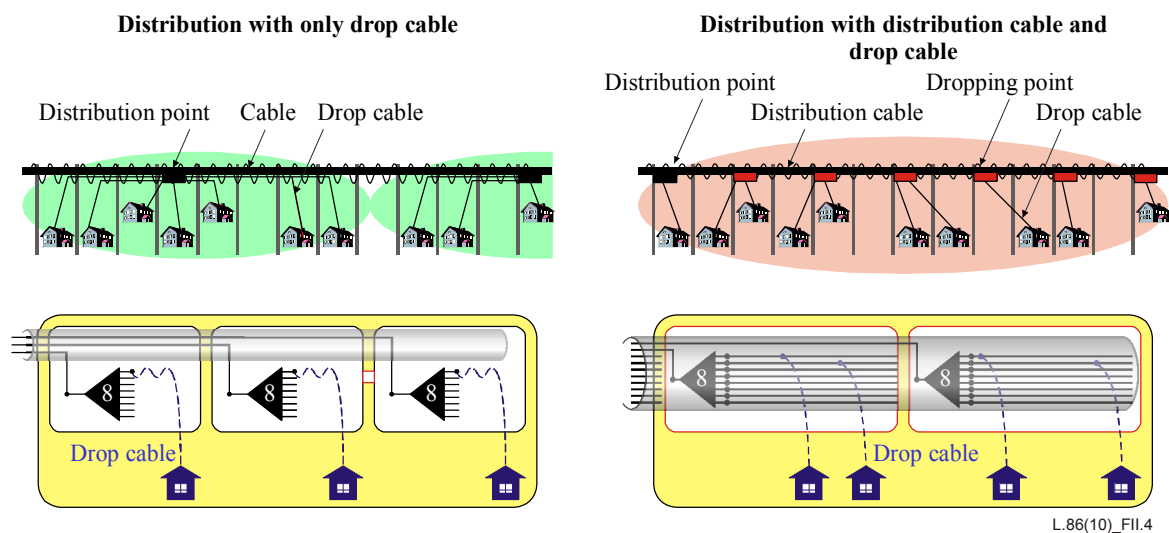 Distribution with only drop cable
Distribution point
Cable
Drop cable
8
8
8
Drop cable
Distribution with distribution cable and
drop cable
Distribution point
Dropping point
Distribution cable
Drop cable
8
8
Drop cable
L.86(10)_FII.4